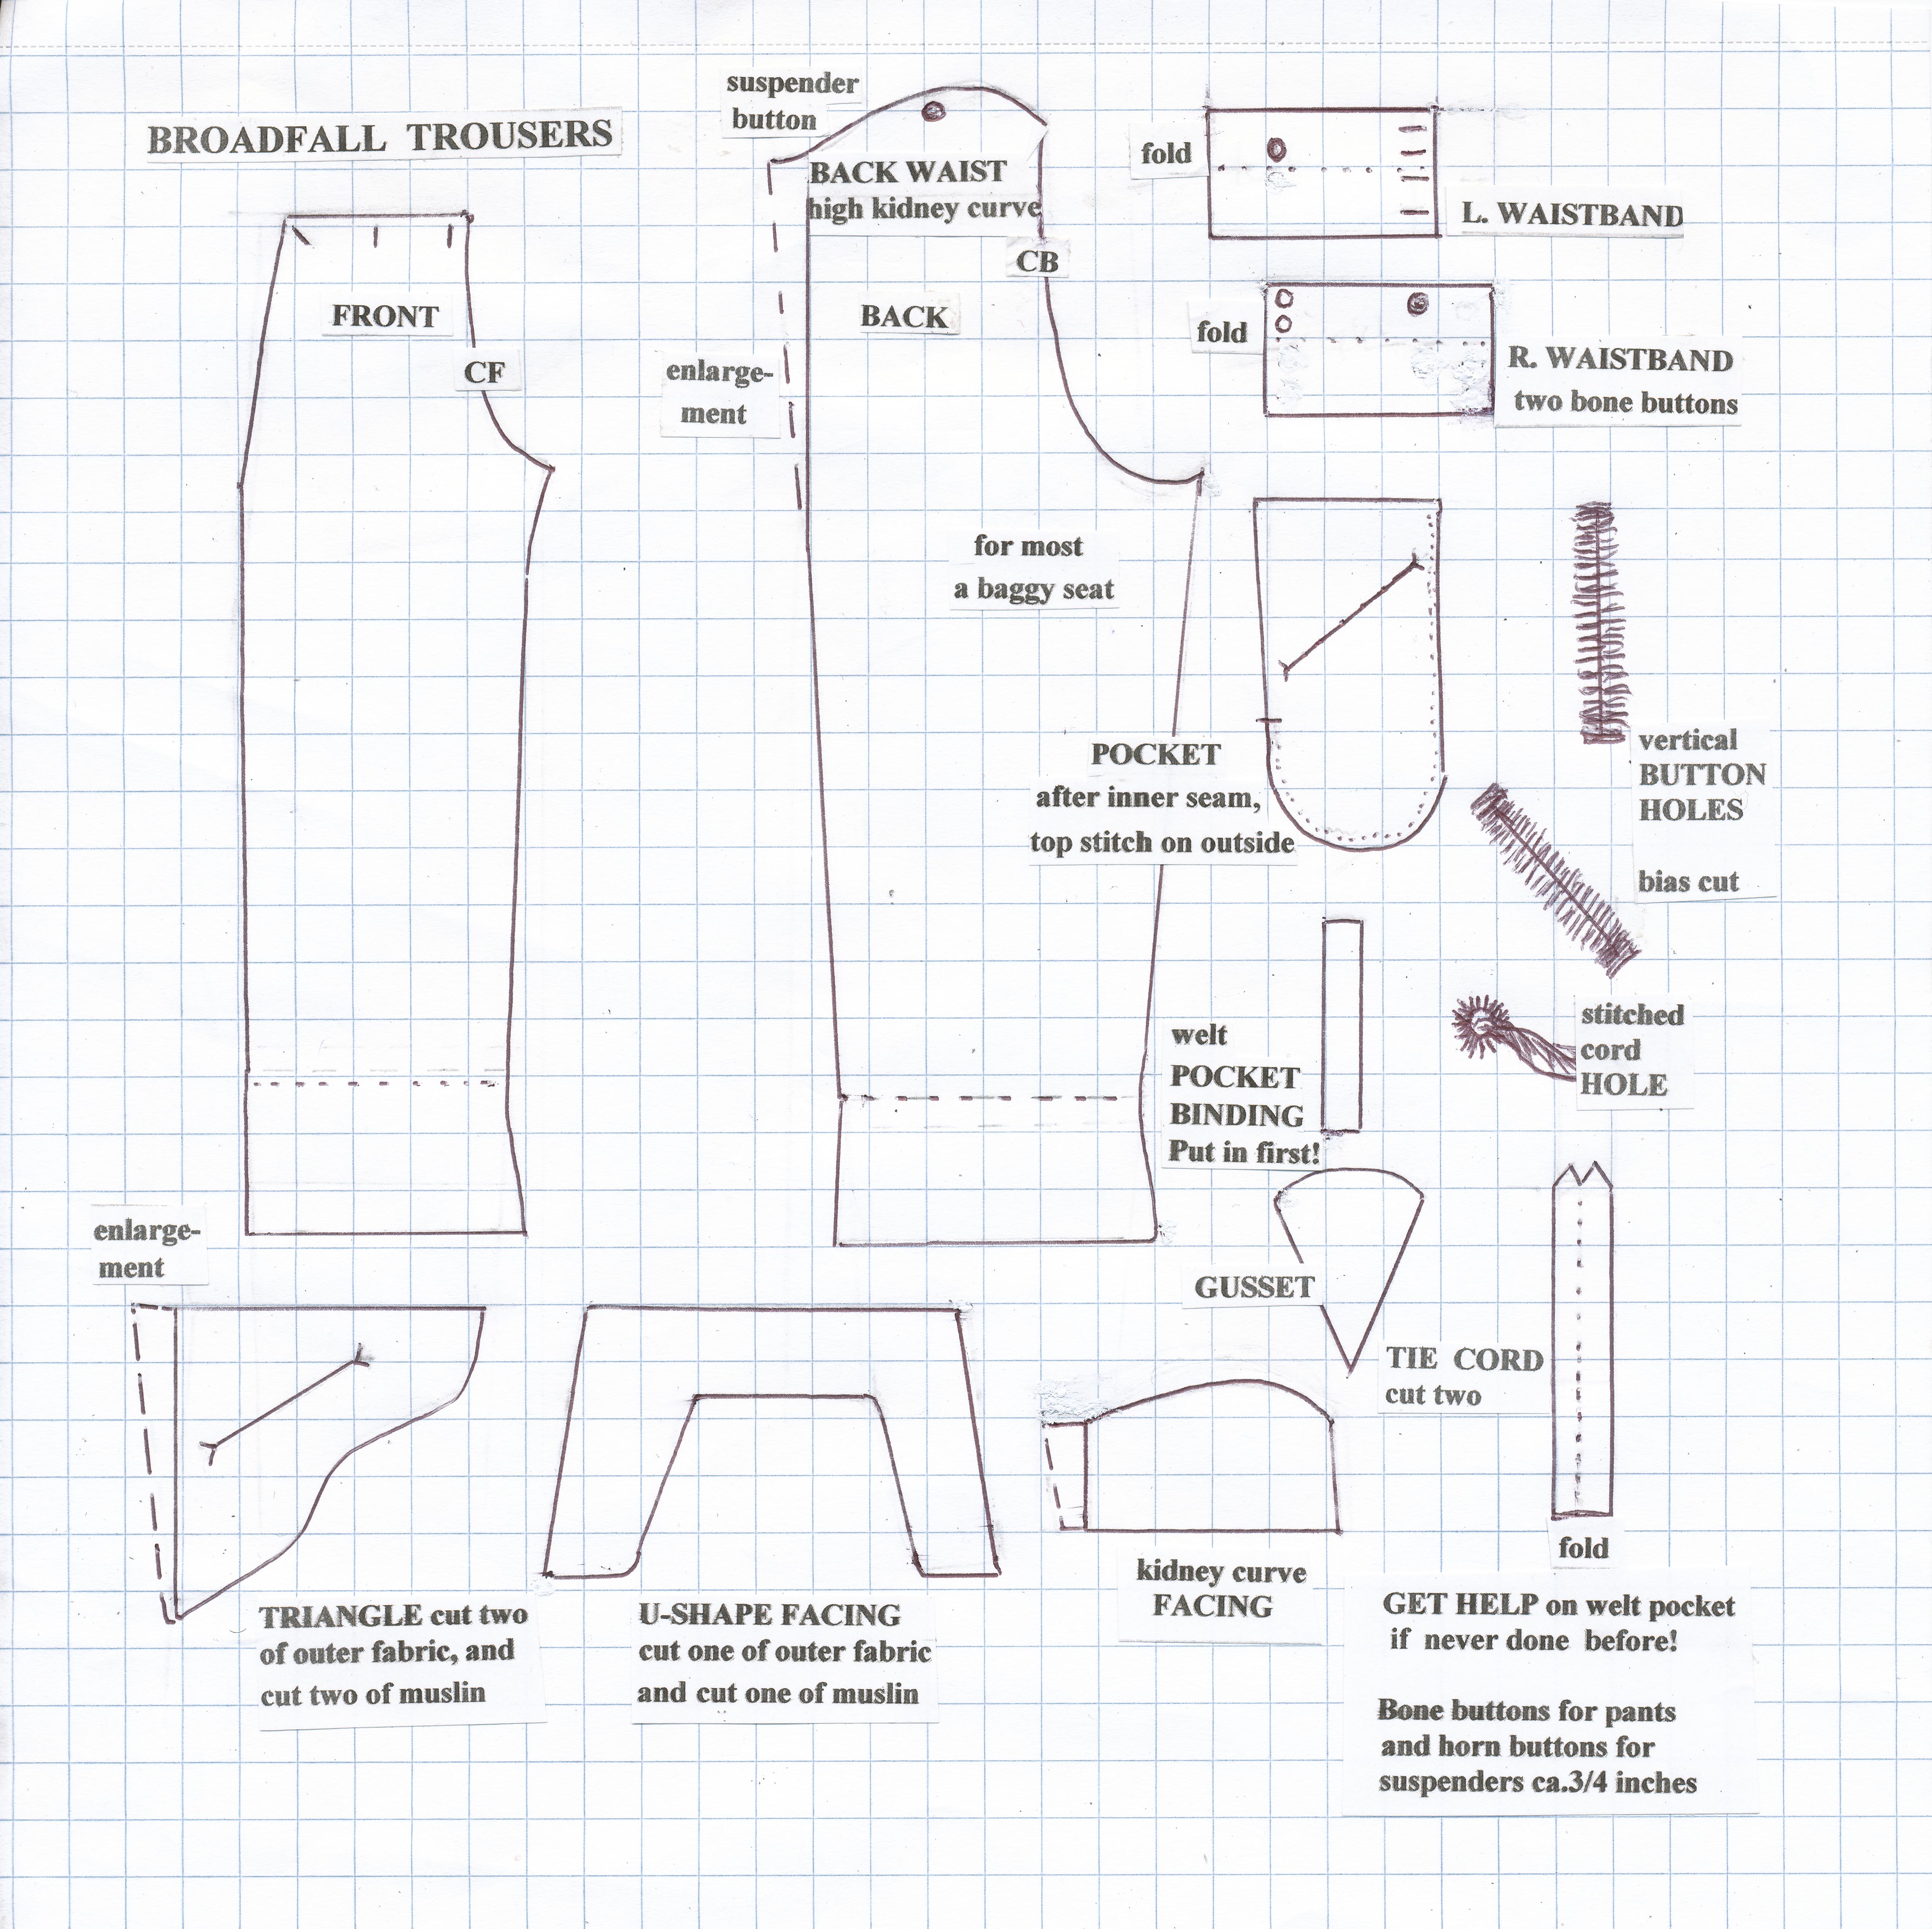 BROADFALL TROUSERS
suspender
button
BACK WAIST
high kidney curve
CB
fold
L. WAISTBAND
FRONT
CF
BACK
enlarge-
ment
fold
R. WAISTBAND
two bone buttons
for most
a baggy seat
POCKET
after inner seam,
top stitch on outside
vertical
BUTTON
HOLES
bias cut
welt
POCKET
BINDING
Put in first!
stitched
cord
HOLE
enlarge-
ment
GUSSET
TIE CORD
cut two
fold
TRIANGLE cut two
of outer fabric, and
cut two of muslin
U-SHAPE FACING
cut one of outer fabric
and cut one of muslin
kidney curve
FACING
GET HELP on welt pocket
if never done before!
Bone buttons for pants
and horn buttons for
suspenders ca.3/4 inches